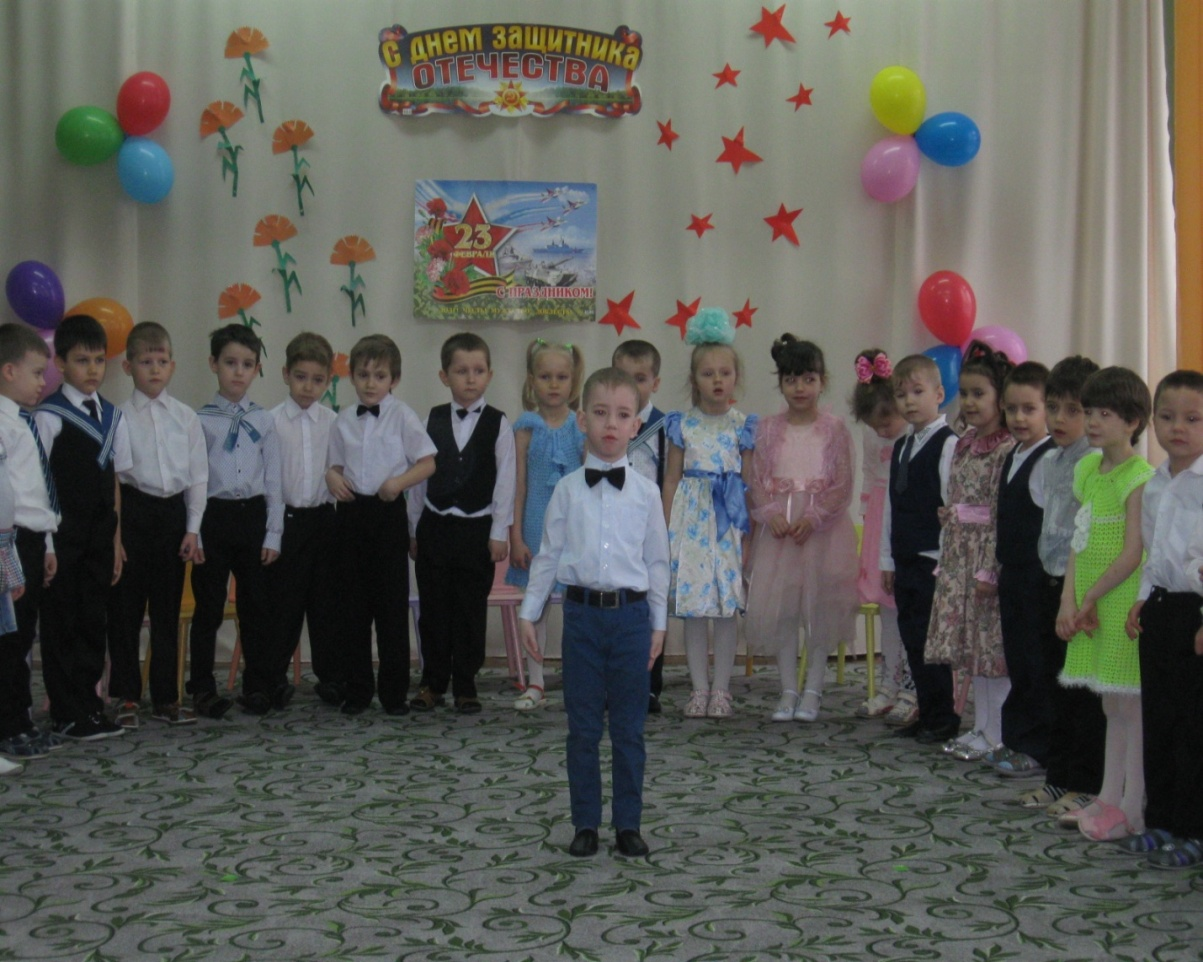 С ДНЕМ ЗАЩИТНИКА
ОТЕЧЕСТВА
23
ФЕВРАЛЯ
С ПРАЗДНИКОМ!